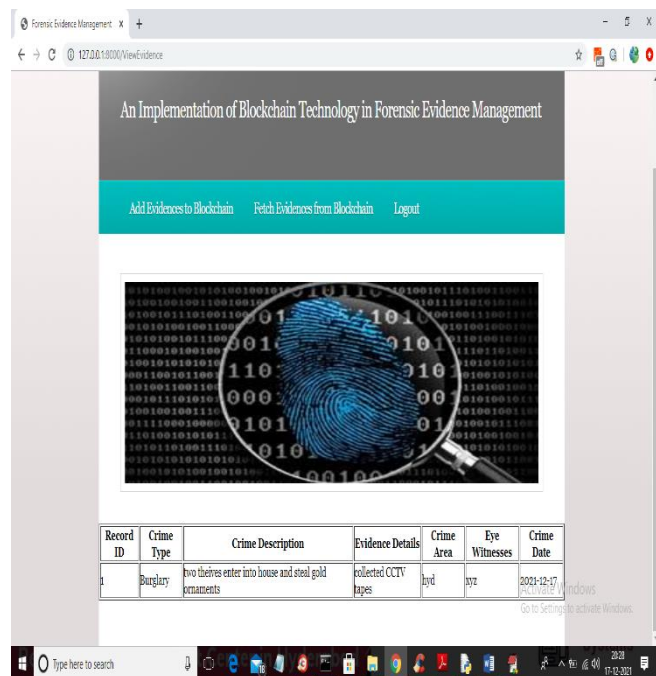 Forensic Evidence Management X +
127.0.0.1:8000/ViewEvidence
An Implementation of Blockchain Technology in Forensic Evidence Management
Add Evidences to Blockchain Fetch Evidences from Blockchain Logout
Record ID Crime Type Crime Description Evidence Details Crime Area Eye Witnesses Crime Date
1 Burglary two theives enter into house and steal gold ornaments collected CCTV tapes hyd xyz 2021-12-17
Activate Windows
Go to Settings to activate Windows.
Type here to search
20:28
17-12-2021